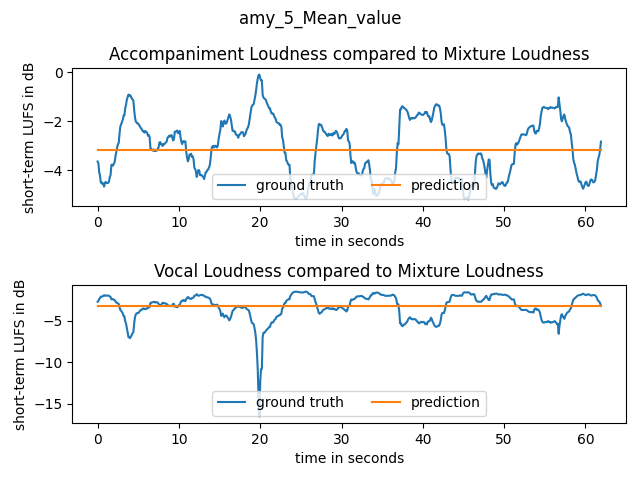 amy_5_Mean_value
Accompaniment Loudness compared to Mixture Loudness
short-term LUFS in dB
0
−2
−4
0 10 20 30 40 50 60
ground truth prediction
time in seconds
Vocal Loudness compared to Mixture Loudness
short-term LUFS in dB
−5
−10
−15
0 10 20 30 40 50 60
ground truth prediction
time in seconds